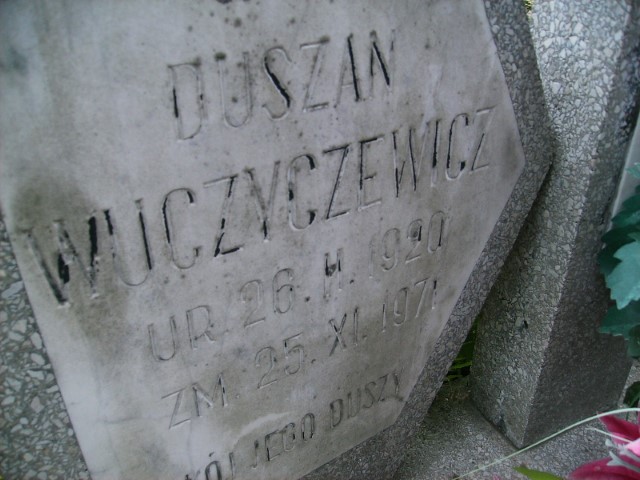 DUSZAN
WUCZYCZEWICZ
UR. 26. II. 1920
ZM. 25. XI. 1971
JEGO DUSZY